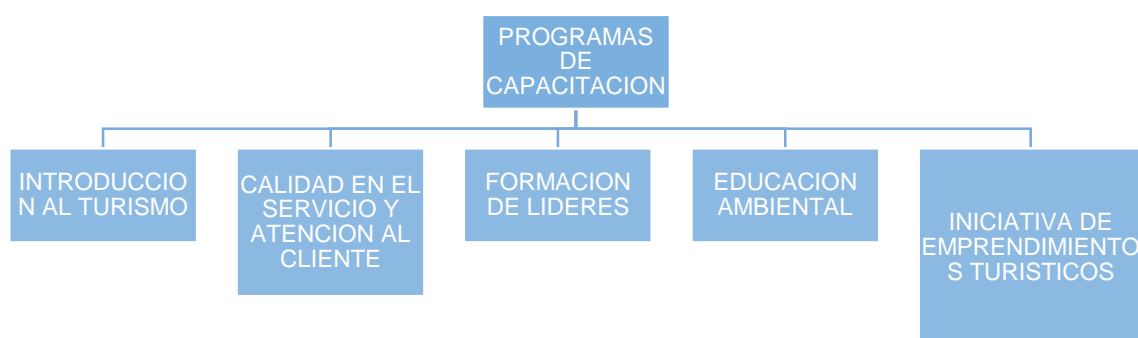 PROGRAMAS
DE
CAPACITACION
INTRODUCCIO
N AL TURISMO
CALIDAD EN EL
SERVICIO Y
ATENCION AL
CLIENTE
FORMACION
DE LIDERES
EDUCACION
AMBIENTAL
INICIATIVA DE
EMPRENDIMIENTO
S TURISTICOS